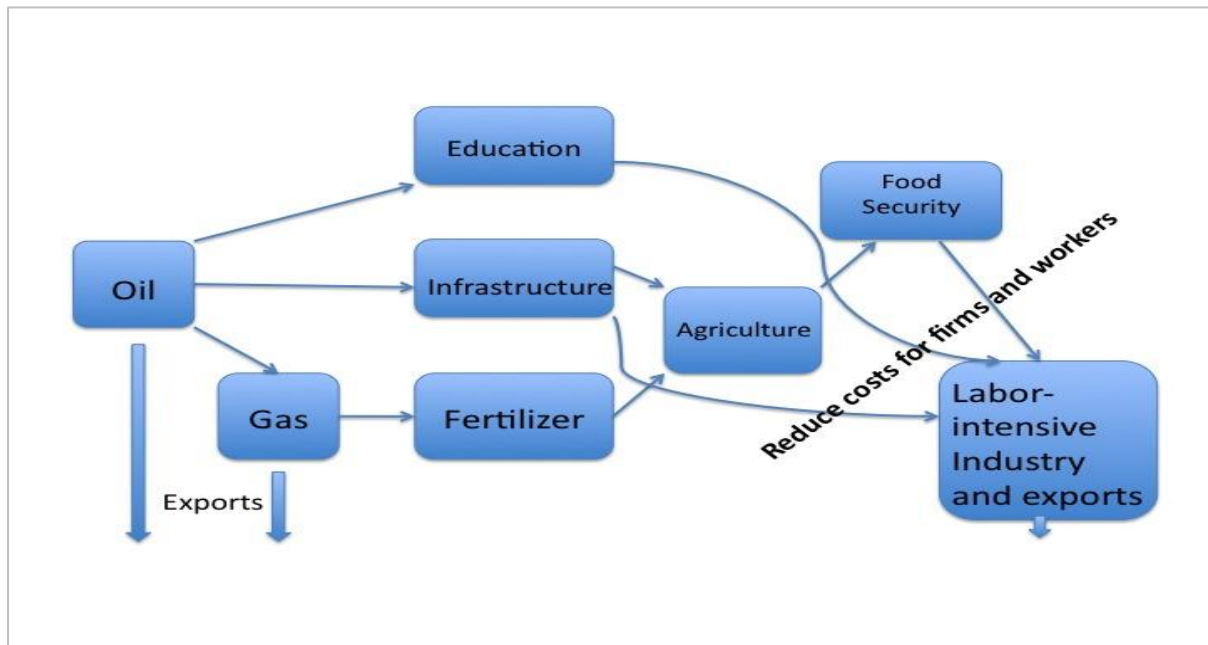 Education
Food
Security
Oil
Infrastructure
Agriculture
Reduce costs for firms and workers
Gas
Fertilizer
Labor-
intensive
Industry
and exports
Exports